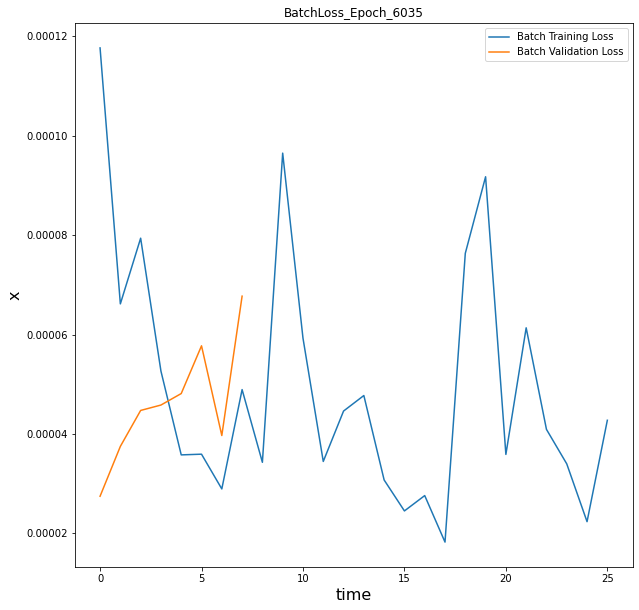 BatchLoss_Epoch_6035
Batch Training Loss
Batch Validation Loss
0.00012
0.00010
0.00008
0.00006
0.00004
0.00002
x
0 5 10 15 20 25
time